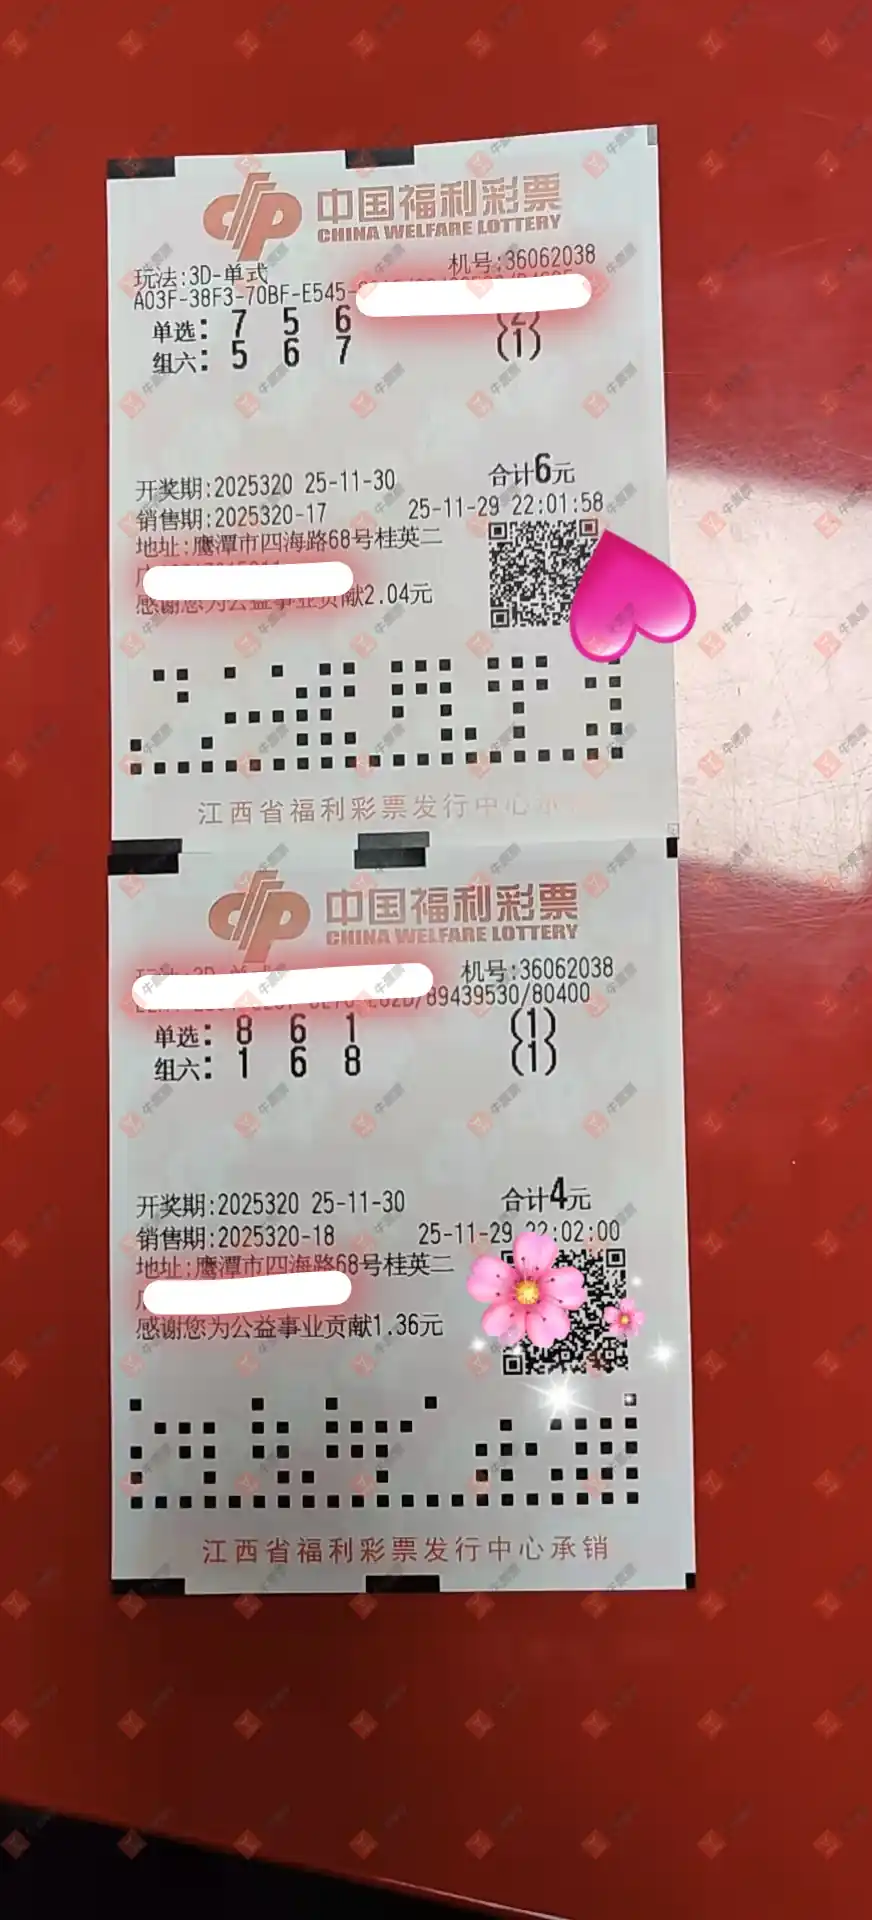 中国福利彩票
CHINA WELFARE LOTTERY
玩法:3D-单式 机号:36062038
A03F-38F3-70BF-E545-
单选: 7 5 6 (2)
组六: 5 6 7 (1)
开奖期:2025320 25-11-30 合计6元
销售期:2025320-17 25-11-29 22:01:58
地址:鹰潭市四海路68号桂英二
感谢您为公益事业贡献2.04元
江西省福利彩票发行中心承
中国福利彩票
CHINA WELFARE LOTTERY
机号:36062038
/89439530/80400
单选: 8 6 1 (1)
组六: 1 6 8 (1)
开奖期:2025320 25-11-30 合计4元
销售期:2025320-18 25-11-29 22:02:00
地址:鹰潭市四海路68号桂英二
感谢您为公益事业贡献1.36元
江西省福利彩票发行中心承销